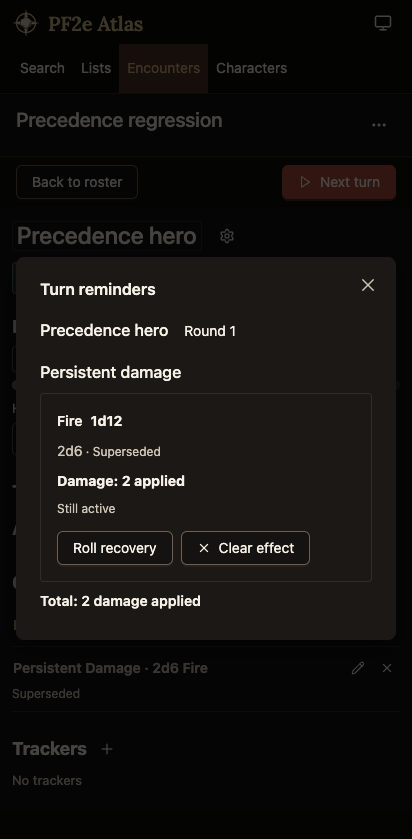 PF2e Atlas
Search Lists Encounters Characters
Precedence regression
Back to roster Next turn
Precedence hero
Turn reminders
Precedence hero Round 1
Persistent damage
Fire 1d12
2d6 · Superseded
Damage: 2 applied
Still active
Roll recovery Clear effect
Total: 2 damage applied
Persistent Damage · 2d6 Fire
Superseded
Trackers
No trackers